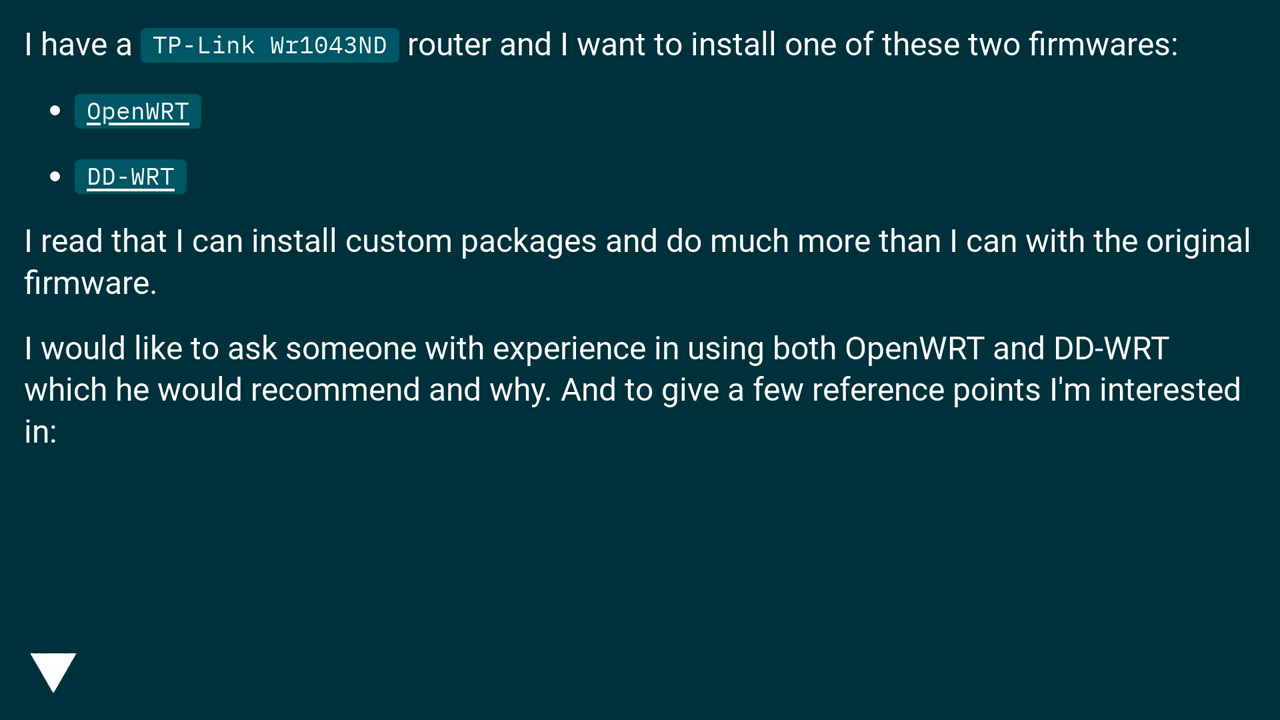 I have a TP-Link Wr1043ND router and I want to install one of these two firmwares:
• OpenWRT
• DD-WRT
I read that I can install custom packages and do much more than I can with the original
firmware.
I would like to ask someone with experience in using both OpenWRT and DD-WRT
which he would recommend and why. And to give a few reference points I'm interested
in: